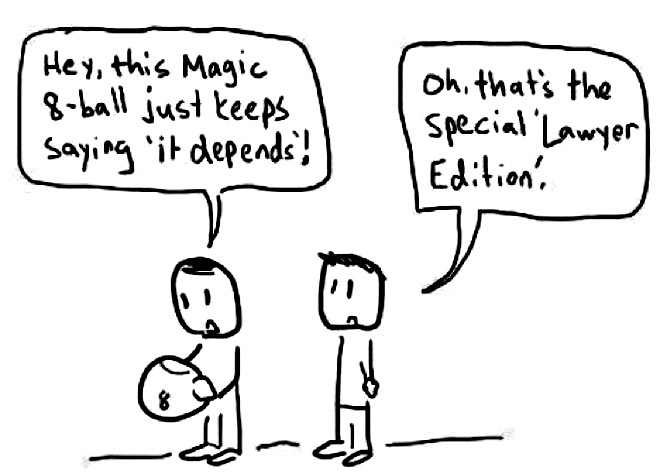 Hey, this Magic
8-ball just keeps
saying 'it depends'!
Oh, that's the
special 'Lawyer
Edition'.
8